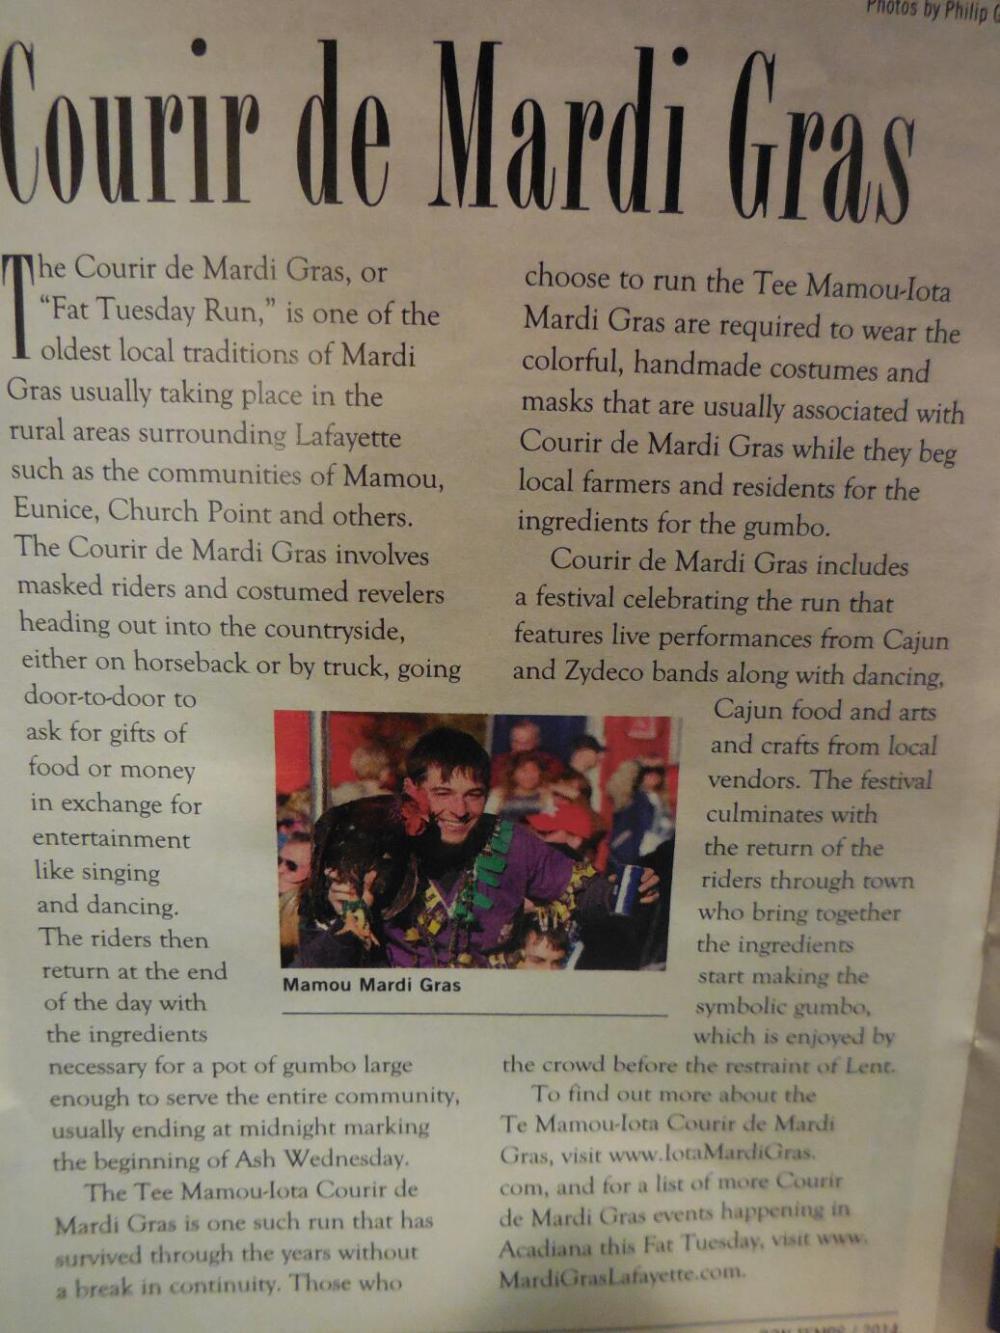 Photos by Philip
Courir de Mardi Gras
The Courir de Mardi Gras, or
"Fat Tuesday Run," is one of the
oldest local traditions of Mardi
Gras usually taking place in the
rural areas surrounding Lafayette
such as the communities of Mamou,
Eunice, Church Point and others.
The Courir de Mardi Gras involves
masked riders and costumed revelers
heading out into the countryside,
either on horseback or by truck, going
door-to-door to
ask for gifts of
food or money
in exchange for
entertainment
like singing
and dancing.
The riders then
return at the end
of the day with
the ingredients
necessary for a pot of gumbo large
enough to serve the entire community,
usually ending at midnight marking
the beginning of Ash Wednesday.
The Tee Mamou-Iota Courir de
Mardi Gras is one such run that has
survived through the years without
a break in continuity. Those who
choose to run the Tee Mamou-Iota
Mardi Gras are required to wear the
colorful, handmade costumes and
masks that are usually associated with
Courir de Mardi Gras while they beg
local farmers and residents for the
ingredients for the gumbo.
Courir de Mardi Gras includes
a festival celebrating the run that
features live performances from Cajun
and Zydeco bands along with dancing,
Cajun food and arts
and crafts from local
vendors. The festival
culminates with
the return of the
riders through town
who bring together
the ingredients
start making the
symbolic gumbo,
which is enjoyed by
the crowd before the restraint of Lent.
To find out more about the
Te Mamou-Iota Courir de Mardi
Gras, visit www.IotaMardiGras.
com, and for a list of more Courir
de Mardi Gras events happening in
Acadiana this Fat Tuesday, visit www.
MardiGrasLafayette.com.
Mamou Mardi Gras
2014